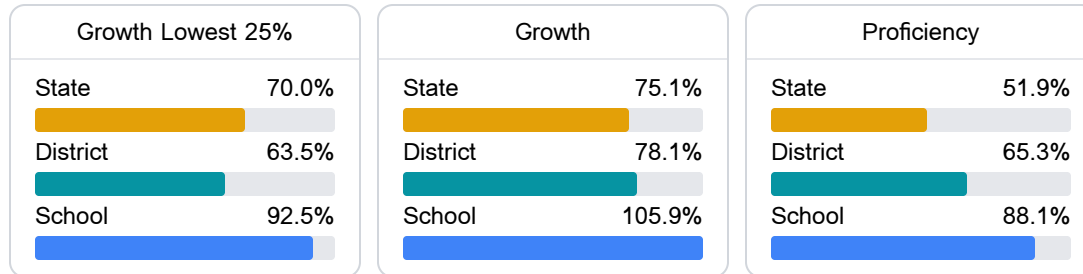 Growth Lowest 25%
State 70.0%
District 63.5%
School 92.5%
Growth
State 75.1%
District 78.1%
School 105.9%
Proficiency
State 51.9%
District 65.3%
School 88.1%